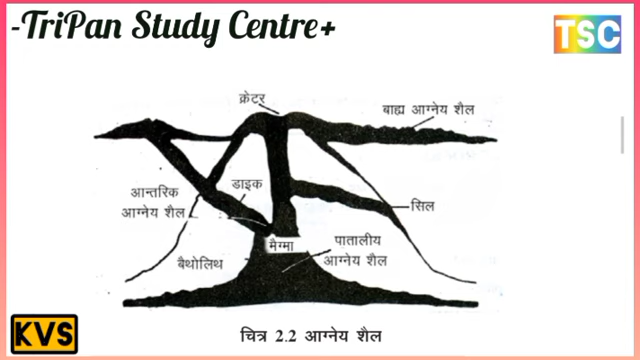 -TriPan Study Centre+
TSC
क्रेटर
बाह्य आग्नेय शैल
आन्तरिक
आग्नेय शैल
डाइक
सिल
मैग्मा
पातालीय
आग्नेय शैल
बैथोलिथ
KVS
चित्र 2.2 आग्नेय शैल